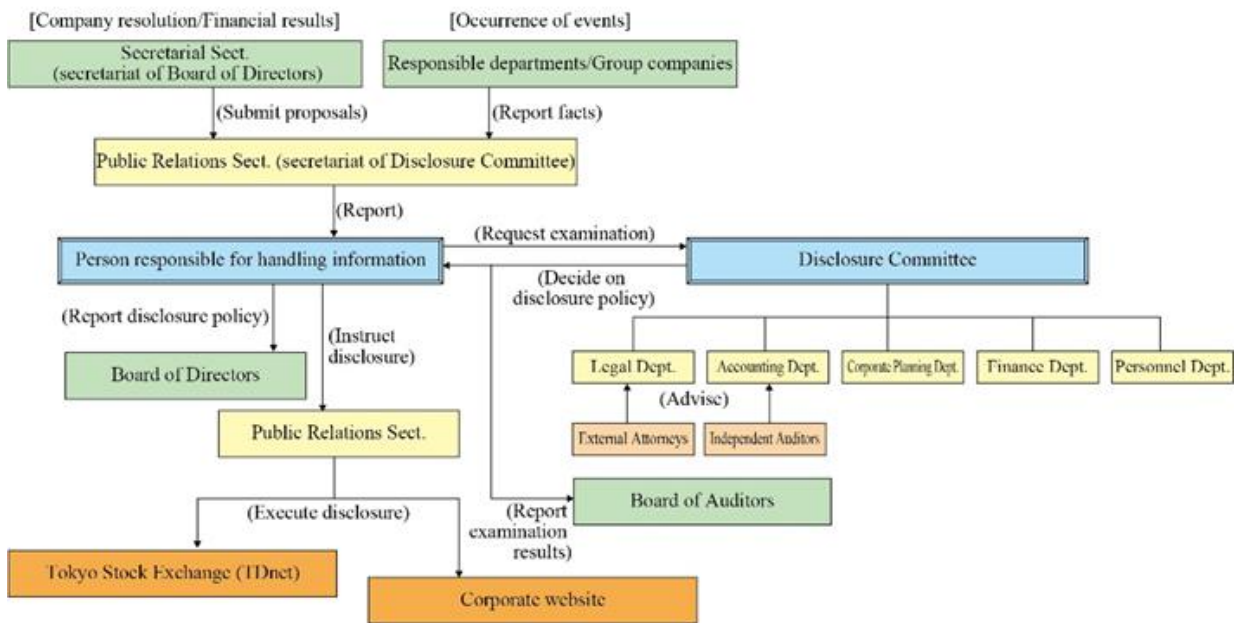 [Company resolution/Financial results]
[Occurrence of events]
Secretarial Sect.
(secretariat of Board of Directors)
Responsible departments/Group companies
(Submit proposals)
(Report facts)
Public Relations Sect. (secretariat of Disclosure Committee)
(Report)
(Request examination)
Person responsible for handling information
Disclosure Committee
(Decide on
disclosure policy)
(Report disclosure policy)
(Instruct
disclosure)
Board of Directors
Legal Dept.
Accounting Dept.
Corporate Planning Dept.
Finance Dept.
Personnel Dept.
(Advise)
Public Relations Sect.
External Attorneys
Independent Auditors
Board of Auditors
(Execute disclosure)
(Report
examination
results)
Tokyo Stock Exchange (TDnet)
Corporate website